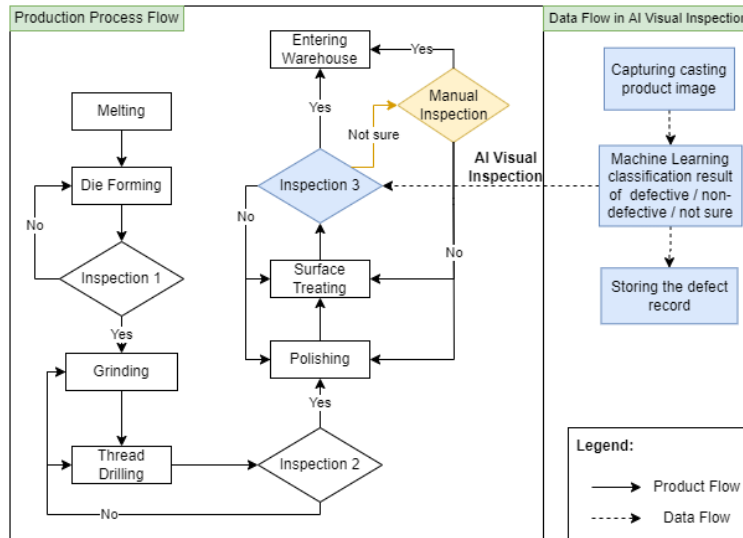 Production Process Flow
Data Flow in AI Visual Inspection
Melting
Die Forming
No
Inspection 1
Yes
Grinding
Thread
Drilling
No
Inspection 2
Yes
Polishing
Surface
Treating
No
Inspection 3
Yes
Not sure
Entering
Warehouse
Yes
Manual
Inspection
No
AI Visual
Inspection
Capturing casting
product image
Machine Learning
classification result
of defective / non-
defective / not sure
Storing the defect
record
Legend:
Product Flow
Data Flow